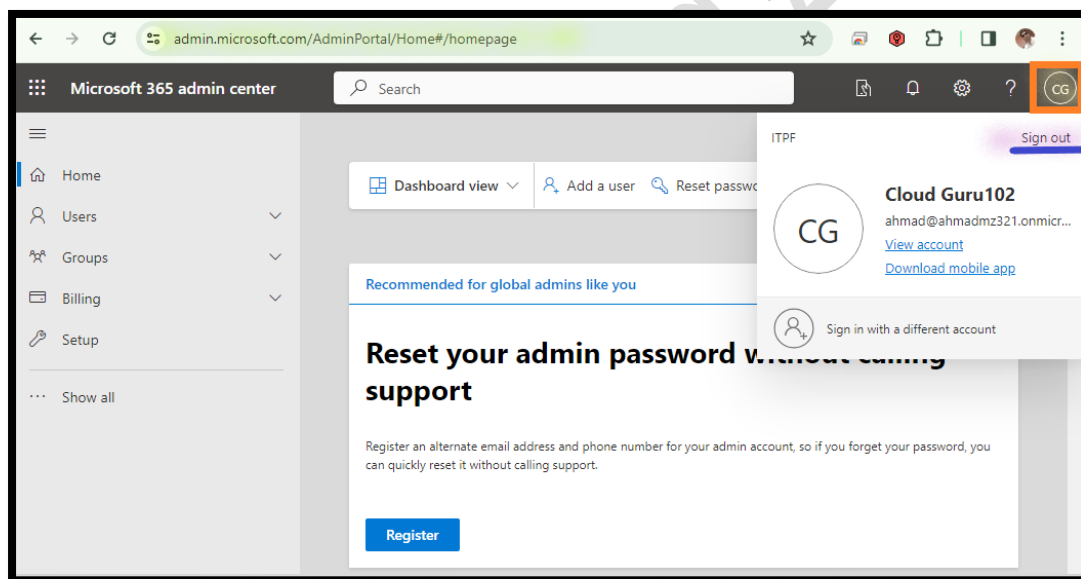 admin.microsoft.com/AdminPortal/Home#/homepage
Microsoft 365 admin center
Search
?
CG
ITPF
Sign out
Home
Dashboard view
Add a user
Reset passwo
Cloud Guru102
CG
ahmad@ahmadmz321.onmicr...
Users
View account
Groups
Download mobile app
Recommended for global admins like you
Billing
Sign in with a different account
Setup
Reset your admin password without calling
support
Show all
Register an alternate email address and phone number for your admin account, so if you forget your password, you
can quickly reset it without calling support.
Register